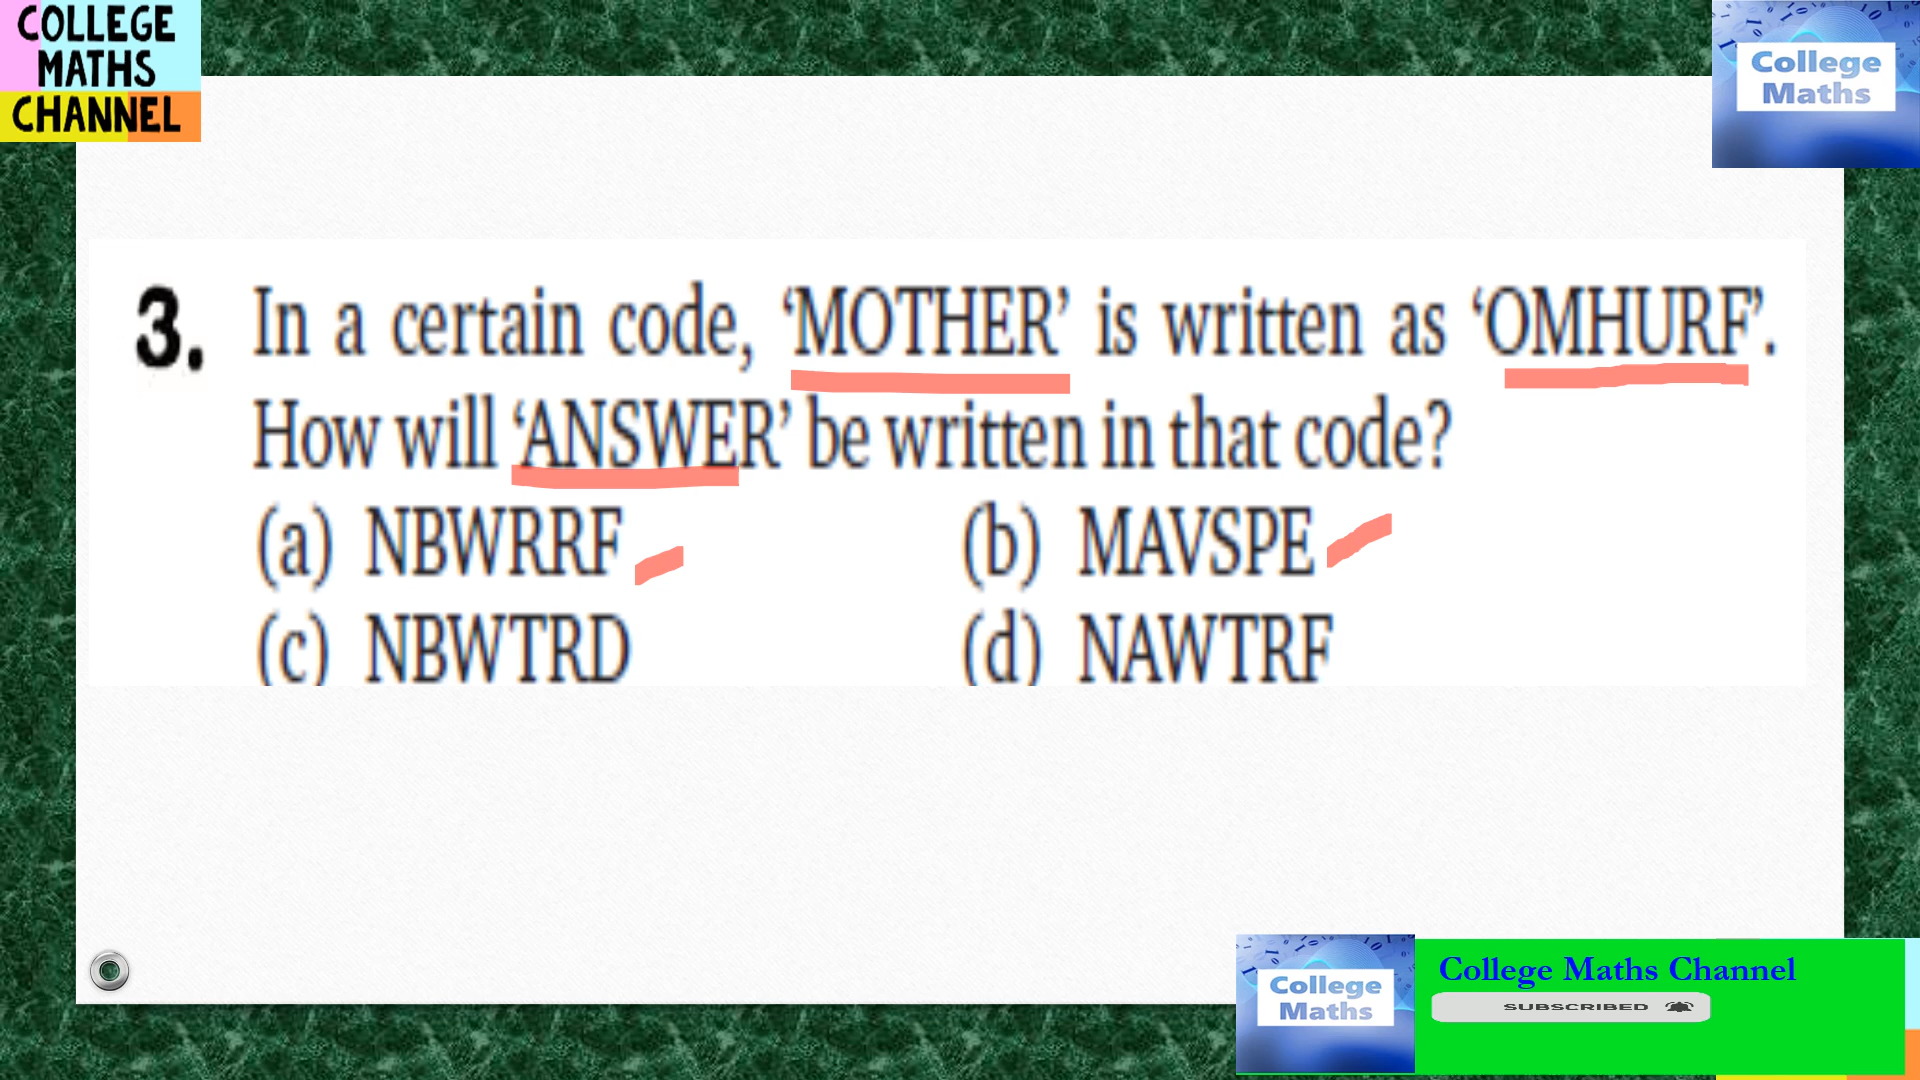 COLLEGE
MATHS
CHANNEL
College
Maths
3. In a certain code, ‘MOTHER’ is written as ‘OMHURF’.
How will ‘ANSWER’ be written in that code?
(a) NBWRRF (b) MAVSPE
(c) NBWTRD (d) NAWTRF
College
Maths
College Maths Channel
SUBSCRIBED